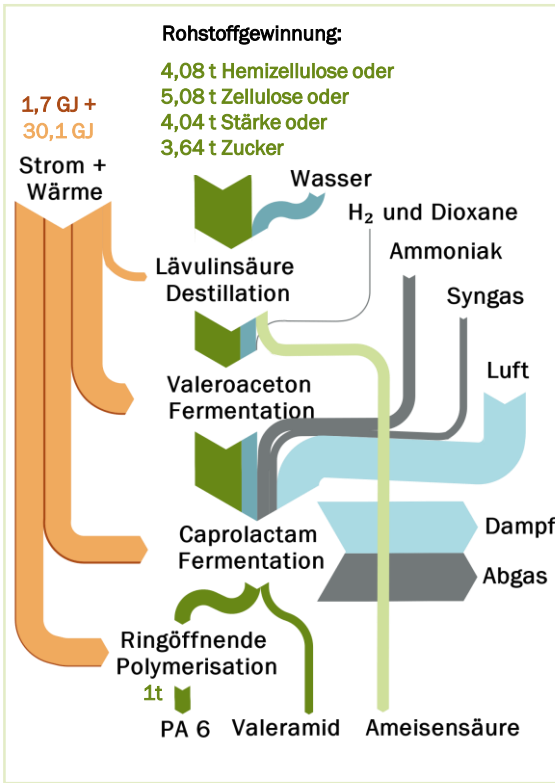 Rohstoffgewinnung:
4,08 t Hemizellulose oder
5,08 t Zellulose oder
4,04 t Stärke oder
3,64 t Zucker
1,7 GJ +
30,1 GJ
Strom +
Wärme
Wasser
H₂ und Dioxane
Ammoniak
Syngas
Luft
Lävulinsäure
Destillation
Valeroaceton
Fermentation
Caprolactam
Fermentation
Dampf
Abgas
Ringöffnende
Polymerisation
1t
PA 6
Valeramid
Ameisensäure